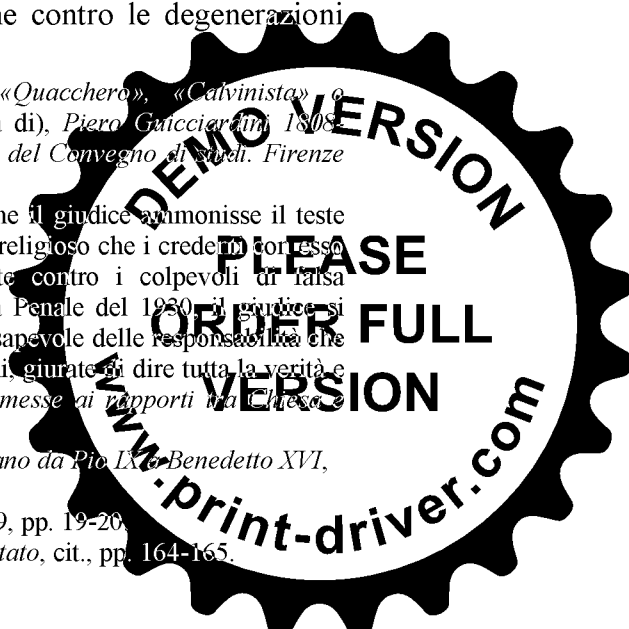 ne contro le degenerazioni
«Quacchero», «Calvinista» o
di), Piero Guicciardini 1808-
del Convegno di studi. Firenze
ne il giudice ammonisse il teste
religioso che i credenti con esso
te contro i colpevoli di falsa
Penale del 1930, il giudice si
sapevole delle responsabilità che
i, giurate di dire tutta la verità e
messe ai rapporti tra Chiesa e
ano da Pio IX a Benedetto XVI,
9, pp. 19-20
tato, cit., pp. 164-165.
DEMO VERSION
PLEASE
ORDER FULL
VERSION
www.print-driver.com